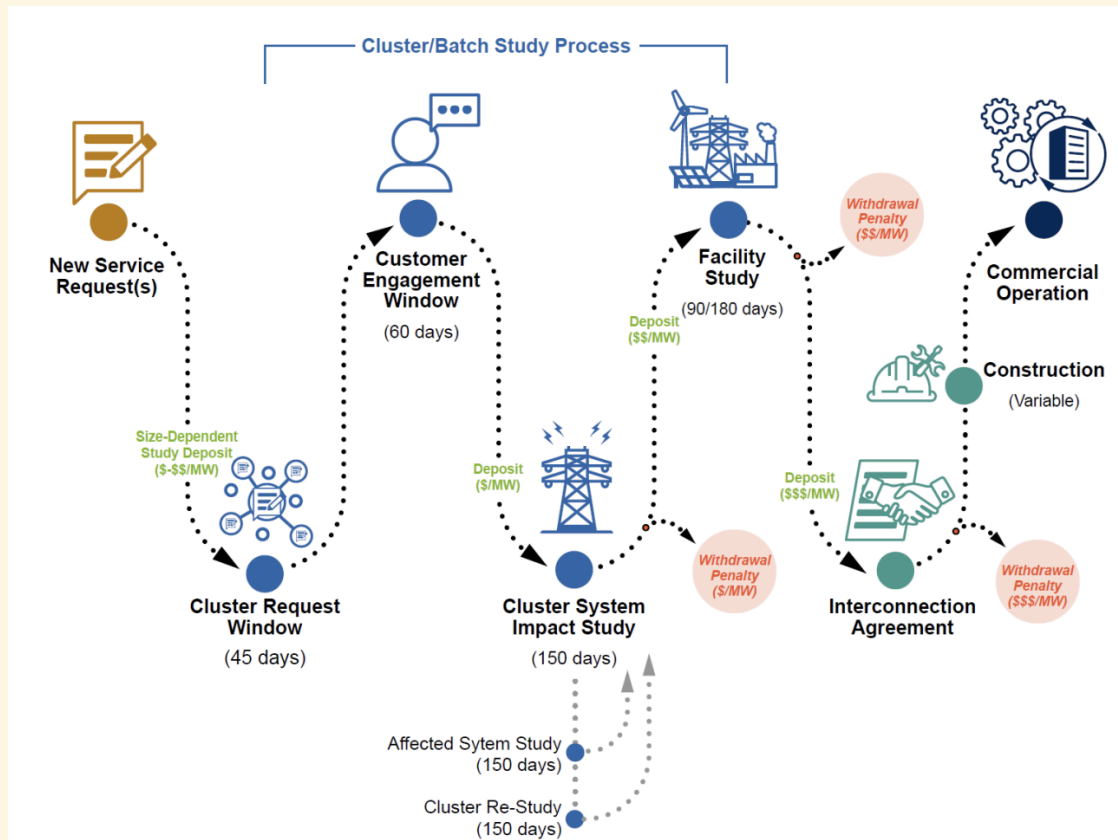 Cluster/Batch Study Process
New Service
Request(s)
Size-Dependent
Study Deposit
($-$$/MW)
Cluster Request
Window
(45 days)
Customer
Engagement
Window
(60 days)
Deposit
($/MW)
Cluster System
Impact Study
(150 days)
Affected Sytem Study
(150 days)
Cluster Re-Study
(150 days)
Withdrawal
Penalty
($/MW)
Deposit
($$/MW)
Facility
Study
(90/180 days)
Withdrawal
Penalty
($$/MW)
Deposit
($$$/MW)
Interconnection
Agreement
Withdrawal
Penalty
($$$/MW)
Construction
(Variable)
Commercial
Operation